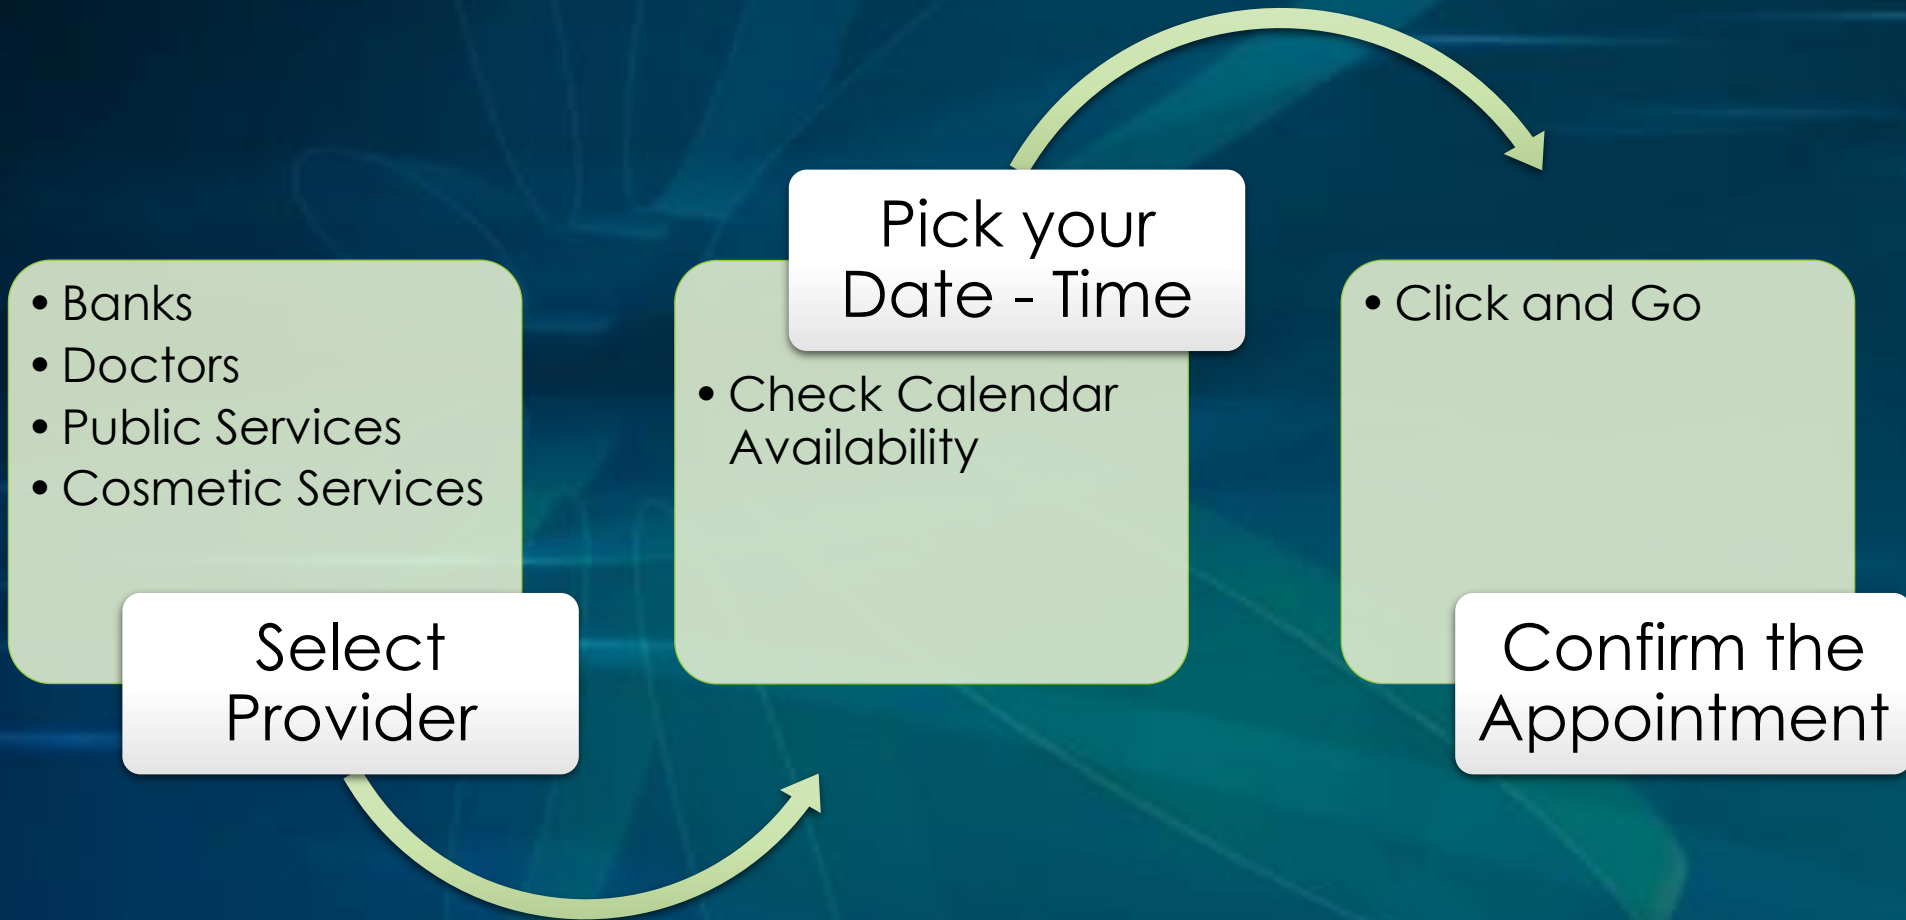 • Banks
• Doctors
• Public Services
• Cosmetic Services
Select
Provider
Pick your
Date - Time
• Check Calendar
Availability
• Click and Go
Confirm the
Appointment